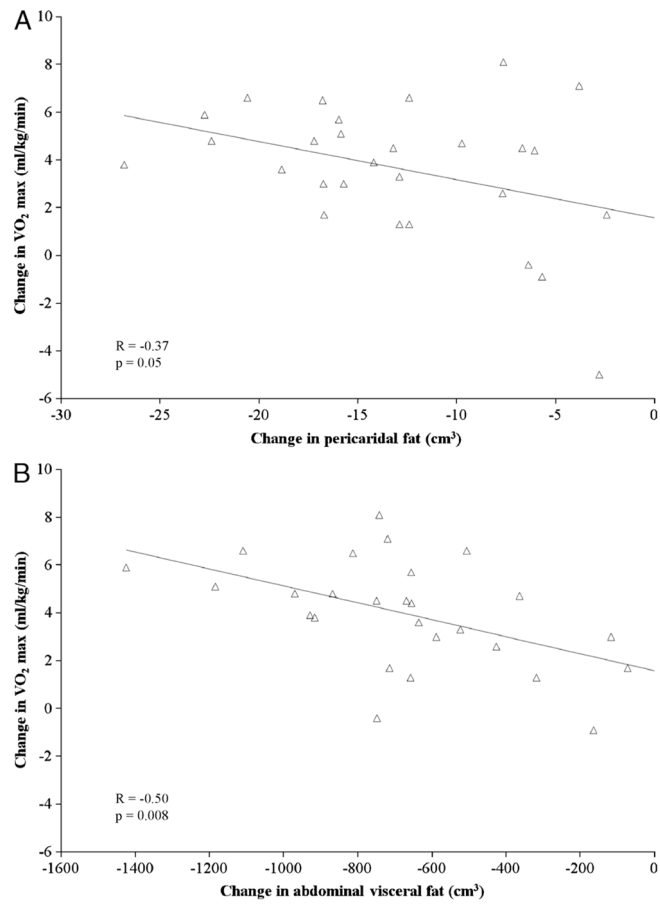 A
10
8
6
4
2
0
-2
-4
-6
Change in VO2 max (ml/kg/min)
R = -0.37
p = 0.05
-30 -25 -20 -15 -10 -5 0
Change in pericaridal fat (cm³)
B
10
8
6
4
2
0
-2
-4
-6
Change in VO2 max (ml/kg/min)
R = -0.50
p = 0.008
-1600 -1400 -1200 -1000 -800 -600 -400 -200 0
Change in abdominal visceral fat (cm³)